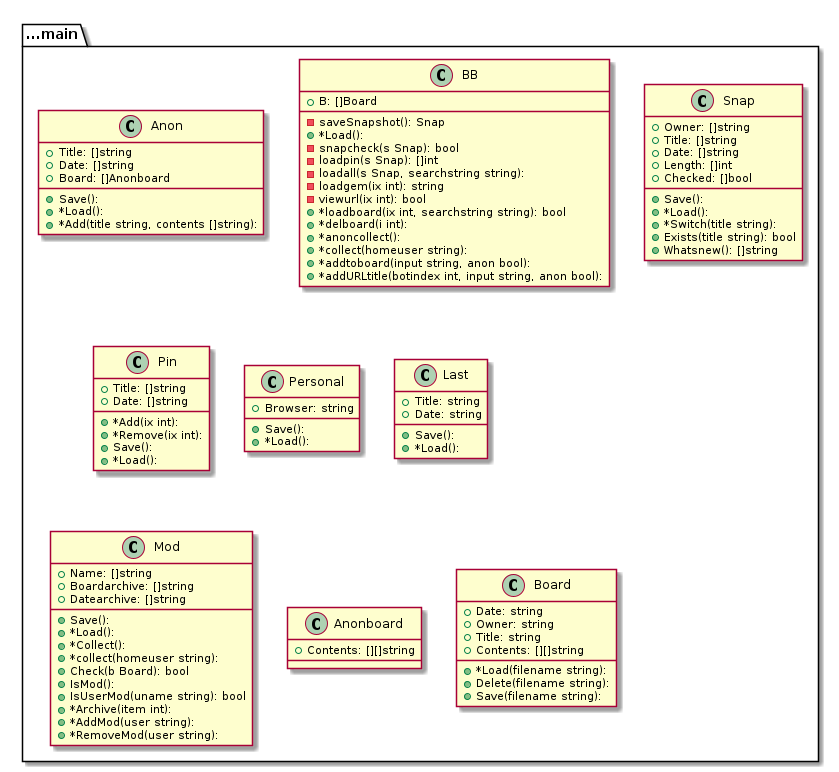 ...main
C Anon
Title: []string
Date: []string
Board: []Anonboard
Save():
*Load():
*Add(title string, contents []string):
C BB
B: []Board
saveSnapshot(): Snap
*Load():
snapcheck(s Snap): bool
loadpin(s Snap): []int
loadall(s Snap, searchstring string):
loadgem(ix int): string
viewurl(ix int): bool
*loadboard(ix int, searchstring string): bool
*delboard(i int):
*anoncollect():
*collect(homeuser string):
*addtoboard(input string, anon bool):
*addURLtitle(botindex int, input string, anon bool):
C Snap
Owner: []string
Title: []string
Date: []string
Length: []int
Checked: []bool
Save():
*Load():
*Switch(title string):
Exists(title string): bool
Whatsnew(): []string
C Pin
Title: []string
Date: []string
*Add(ix int):
*Remove(ix int):
Save():
*Load():
C Personal
Browser: string
Save():
*Load():
C Last
Title: string
Date: string
Save():
*Load():
C Mod
Name: []string
Boardarchive: []string
Datearchive: []string
Save():
*Load():
*Collect():
*collect(homeuser string):
Check(b Board): bool
IsMod():
IsUserMod(uname string): bool
*Archive(item int):
*AddMod(user string):
*RemoveMod(user string):
C Anonboard
Contents: [][]string
C Board
Date: string
Owner: string
Title: string
Contents: [][]string
*Load(filename string):
Delete(filename string):
Save(filename string):